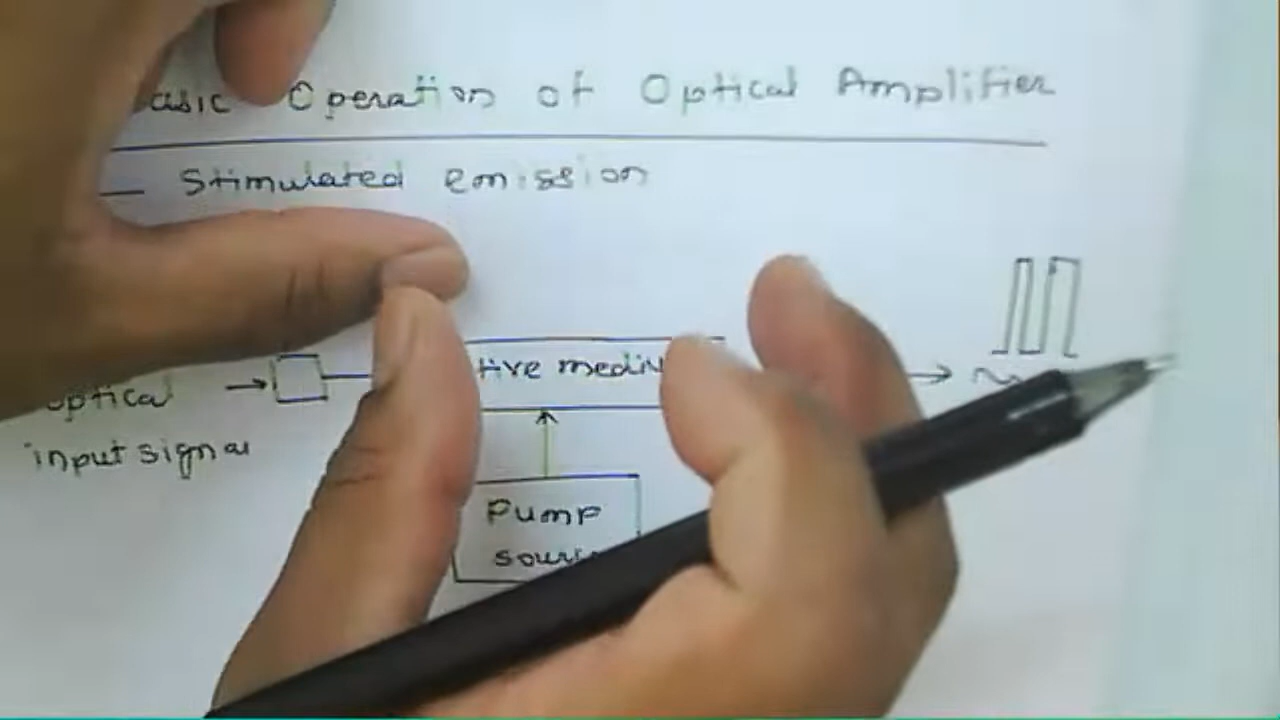 Operation of Optical Amplifier
— Stimulated emission
optical
input signal
Pump